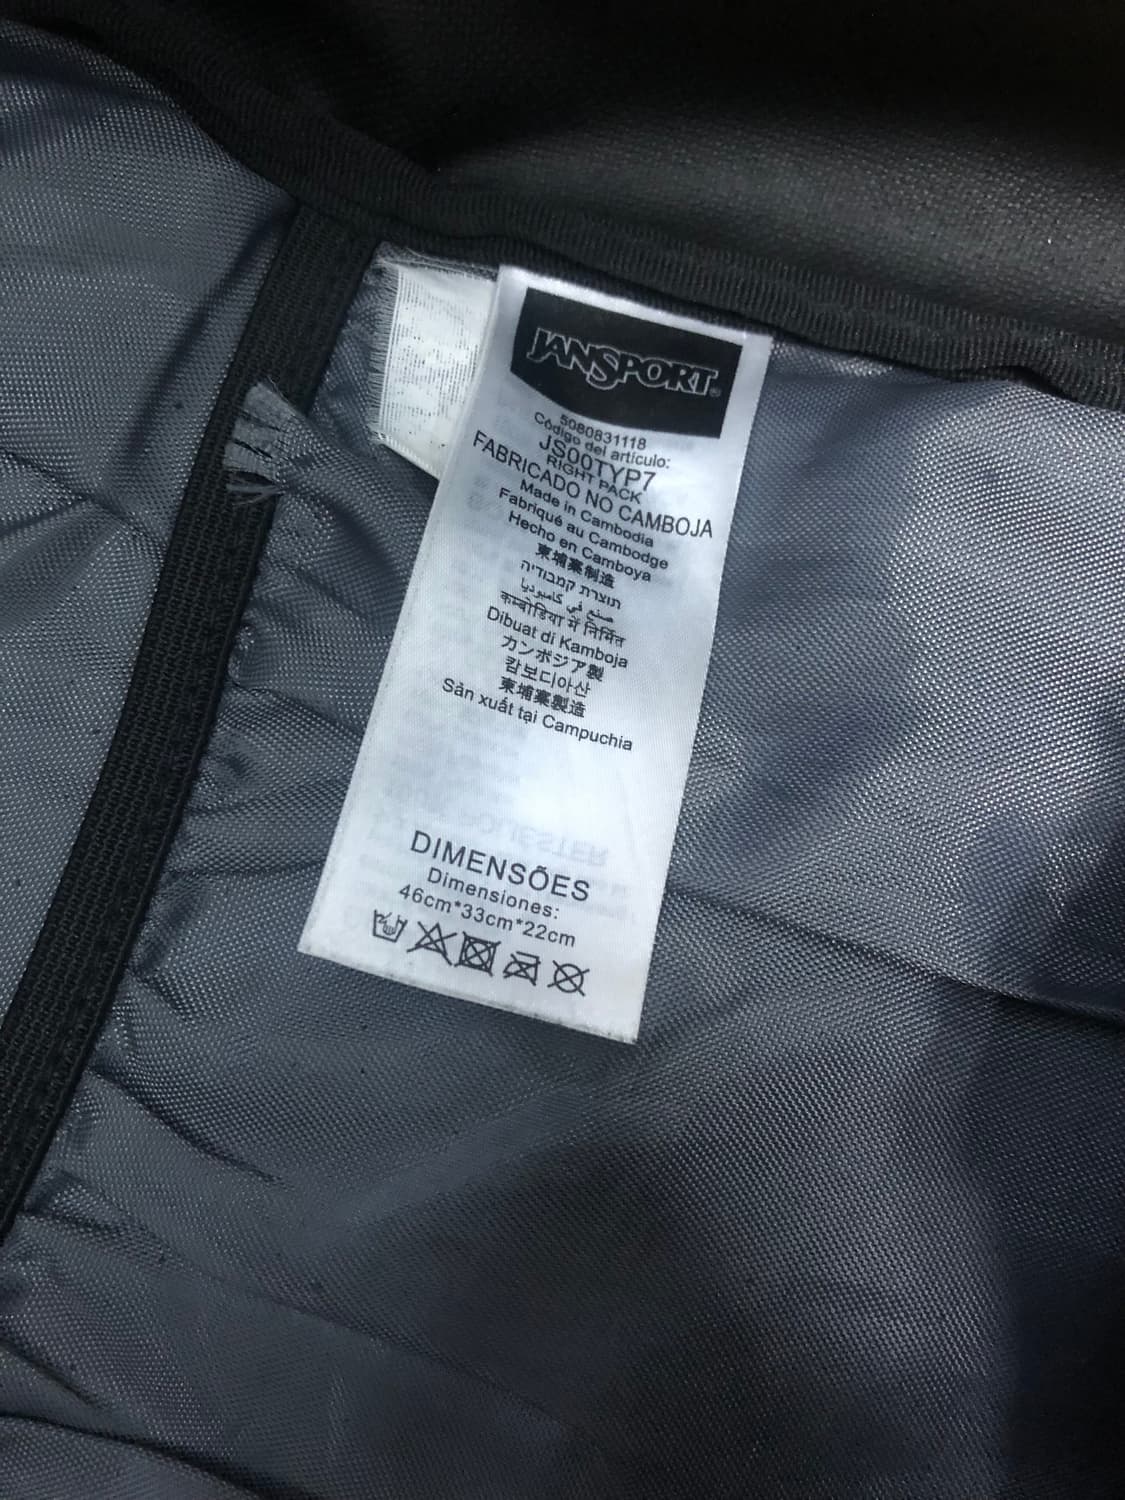 JANSPORT
5080831118
Código del artículo:
JS00TYP7
RIGHT PACK
FABRICADO NO CAMBOJA
Made in Cambodia
Fabriqué au Cambodge
Hecho en Camboya
柬埔寨制造
תוצרת קמבודיה
صنع في كامبوديا
कम्बोडिया में निर्मित
Dibuat di Kamboja
カンボジア製
캄보디아산
柬埔寨製造
Sản xuất tại Campuchia
DIMENSÕES
Dimensiones:
46cm*33cm*22cm